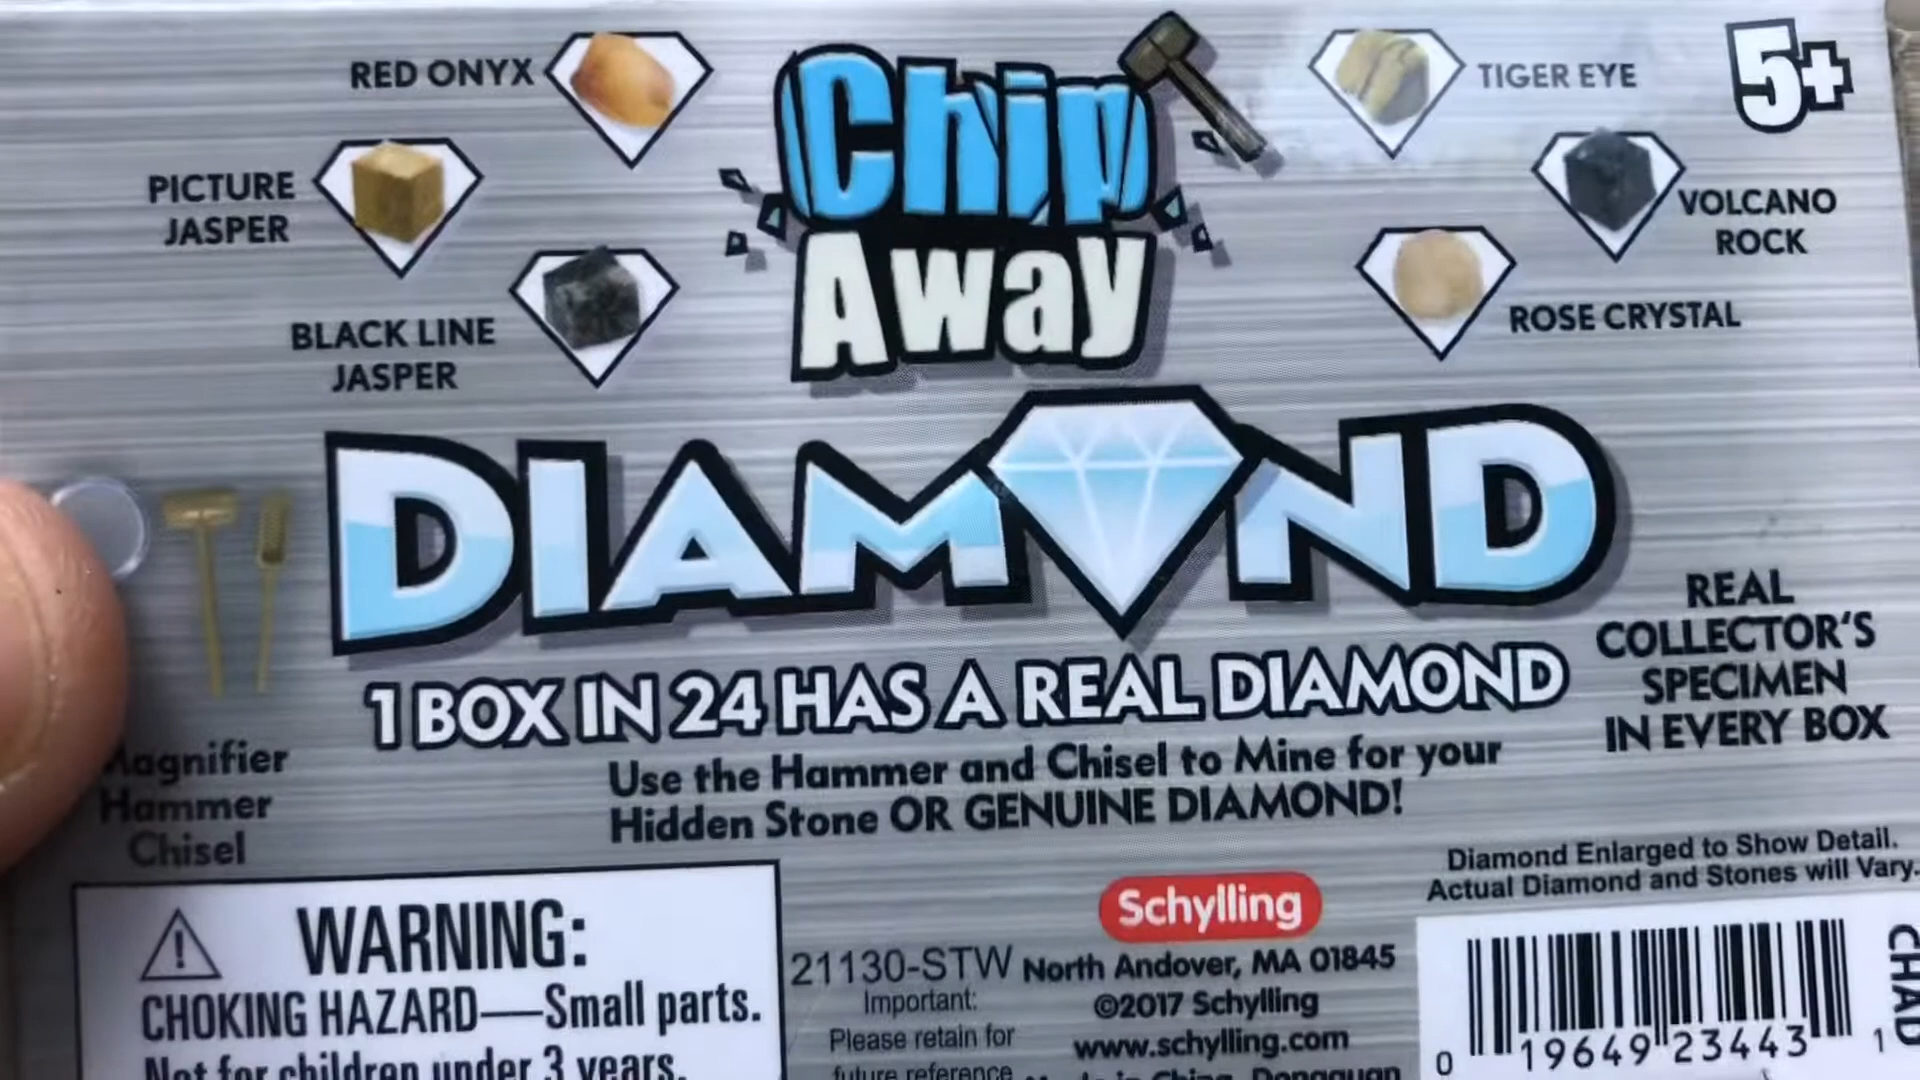 RED ONYX
Chip
Away
TIGER EYE
5+
PICTURE
JASPER
VOLCANO
ROCK
BLACK LINE
JASPER
ROSE CRYSTAL
DIAMOND
1 BOX IN 24 HAS A REAL DIAMOND
REAL
COLLECTOR'S
SPECIMEN
IN EVERY BOX
Magnifier
Hammer
Chisel
Use the Hammer and Chisel to Mine for your
Hidden Stone OR GENUINE DIAMOND!
Diamond Enlarged to Show Detail.
Actual Diamond and Stones will Vary.
WARNING:
CHOKING HAZARD—Small parts.
Not for children under 3 years.
Schylling
21130-STW
North Andover, MA 01845
Important:
Please retain for
future reference
©2017 Schylling
www.schylling.com
Made in China, Dongguan
0 19649 23443 1
CHAD